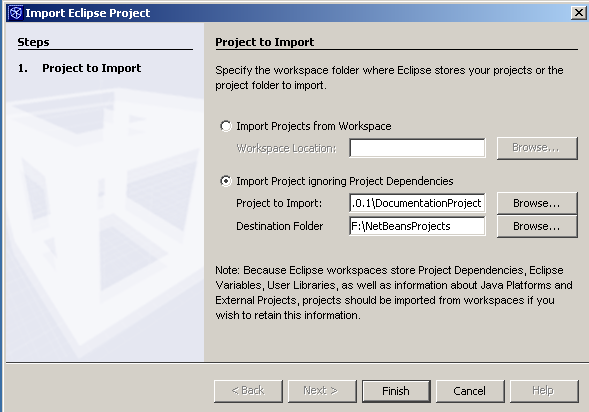 Import Eclipse Project
Steps
1. Project to Import
Project to Import
Specify the workspace folder where Eclipse stores your projects or the
project folder to import.
Import Projects from Workspace
Workspace Location:
Browse...
Import Project ignoring Project Dependencies
Project to Import: .0.1\DocumentationProject Browse...
Destination Folder F:\NetBeansProjects Browse...
Note: Because Eclipse workspaces store Project Dependencies, Eclipse
Variables, User Libraries, as well as information about Java Platforms and
External Projects, projects should be imported from workspaces if you
wish to retain this information.
< Back Next > Finish Cancel Help